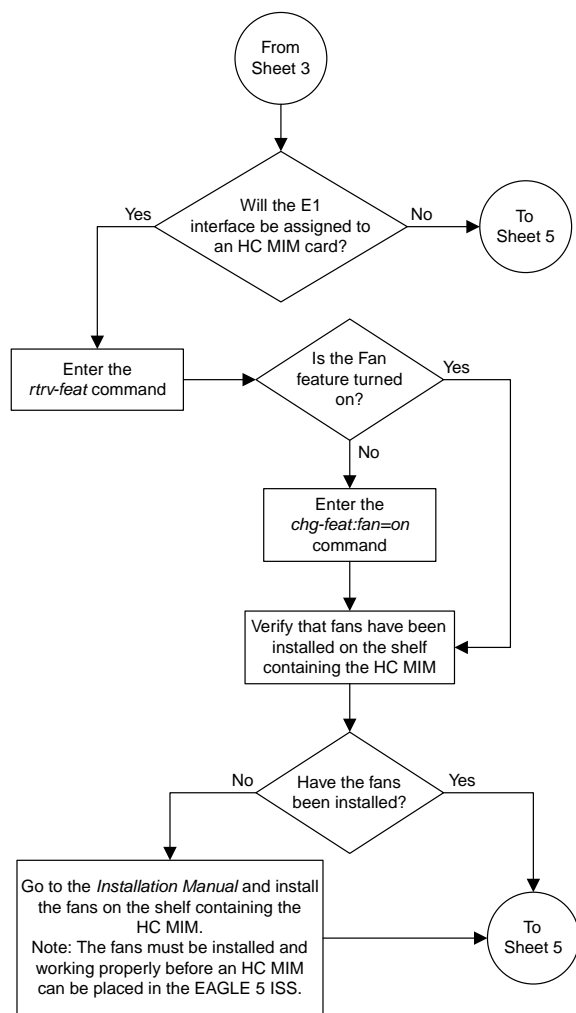 From
Sheet 3
Will the E1
interface be assigned to
an HC MIM card?
Yes
No
To
Sheet 5
Enter the
rtrv-feat command
Is the Fan
feature turned
on?
Yes
No
Enter the
chg-feat:fan=on
command
Verify that fans have been
installed on the shelf
containing the HC MIM
Have the fans
been installed?
No
Yes
Go to the Installation Manual and install
the fans on the shelf containing the
HC MIM.
Note: The fans must be installed and
working properly before an HC MIM
can be placed in the EAGLE 5 ISS.
To
Sheet 5